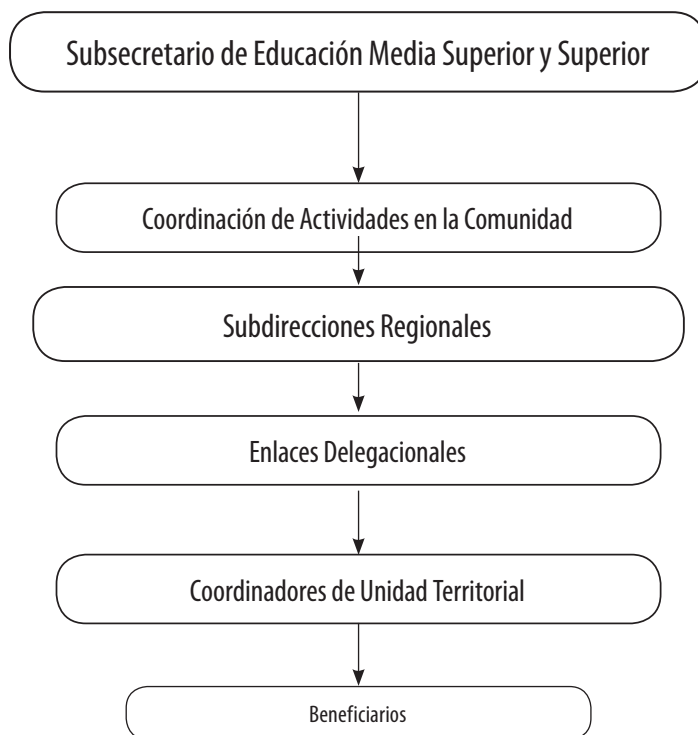 Subsecretario de Educación Media Superior y Superior
Coordinación de Actividades en la Comunidad
Subdirecciones Regionales
Enlaces Delegacionales
Coordinadores de Unidad Territorial
Beneficiarios